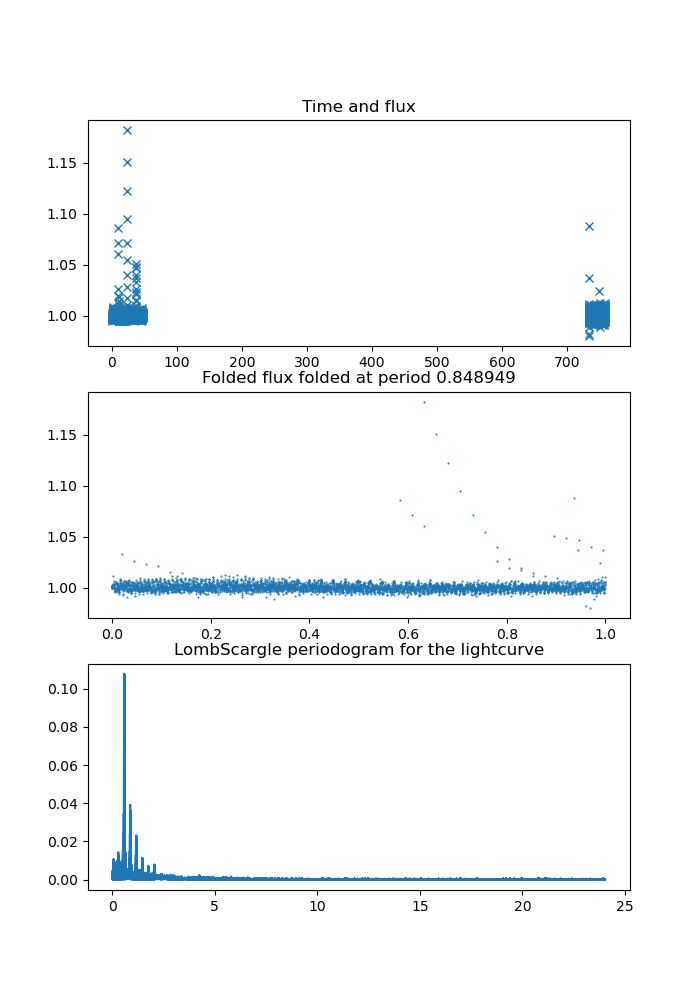 Time and flux
1.15
1.10
1.05
1.00
0 100 200 300 400 500 600 700
Folded flux folded at period 0.848949
1.15
1.10
1.05
1.00
0.0 0.2 0.4 0.6 0.8 1.0
LombScargle periodogram for the lightcurve
0.10
0.08
0.06
0.04
0.02
0.00
0 5 10 15 20 25